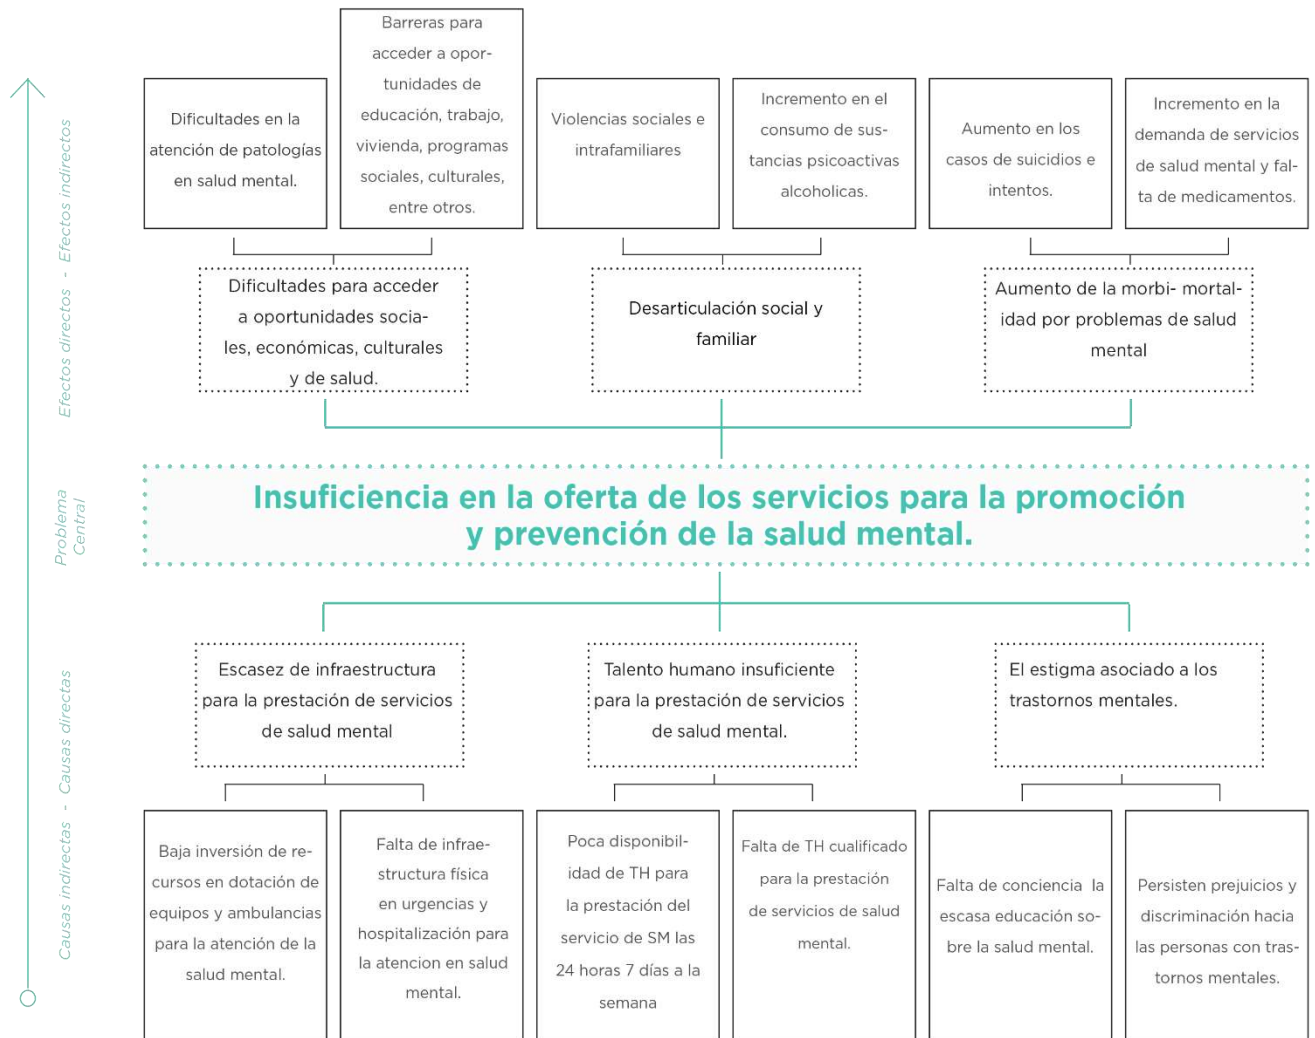 Efectos directos - Efectos indirectos
Dificultades en la
atención de patologías
en salud mental.
Barreras para
acceder a opor-
tunidades de
educación, trabajo,
vivienda, programas
sociales, culturales,
entre otros.
Violencias sociales e
intrafamiliares
Incremento en el
consumo de sus-
tancias psicoactivas
alcoholicas.
Aumento en los
casos de suicidios e
intentos.
Incremento en la
demanda de servicios
de salud mental y fal-
ta de medicamentos.
Dificultades para acceder
a oportunidades socia-
les, económicas, culturales
y de salud.
Desarticulación social y
familiar
Aumento de la morbi- mortal-
idad por problemas de salud
mental
Problema
Central
Insuficiencia en la oferta de los servicios para la promoción
y prevención de la salud mental.
Causas indirectas - Causas directas
Escasez de infraestructura
para la prestación de servicios
de salud mental
Talento humano insuficiente
para la prestación de servicios
de salud mental.
El estigma asociado a los
trastornos mentales.
Baja inversión de re-
cursos en dotación de
equipos y ambulancias
para la atención de la
salud mental.
Falta de infrae-
structura física
en urgencias y
hospitalización para
la atencion en salud
mental.
Poca disponibil-
idad de TH para
la prestación del
servicio de SM las
24 horas 7 días a la
semana
Falta de TH cualificado
para la prestación
de servicios de salud
mental.
Falta de conciencia la
escasa educación so-
bre la salud mental.
Persisten prejuicios y
discriminación hacia
las personas con tras-
tornos mentales.